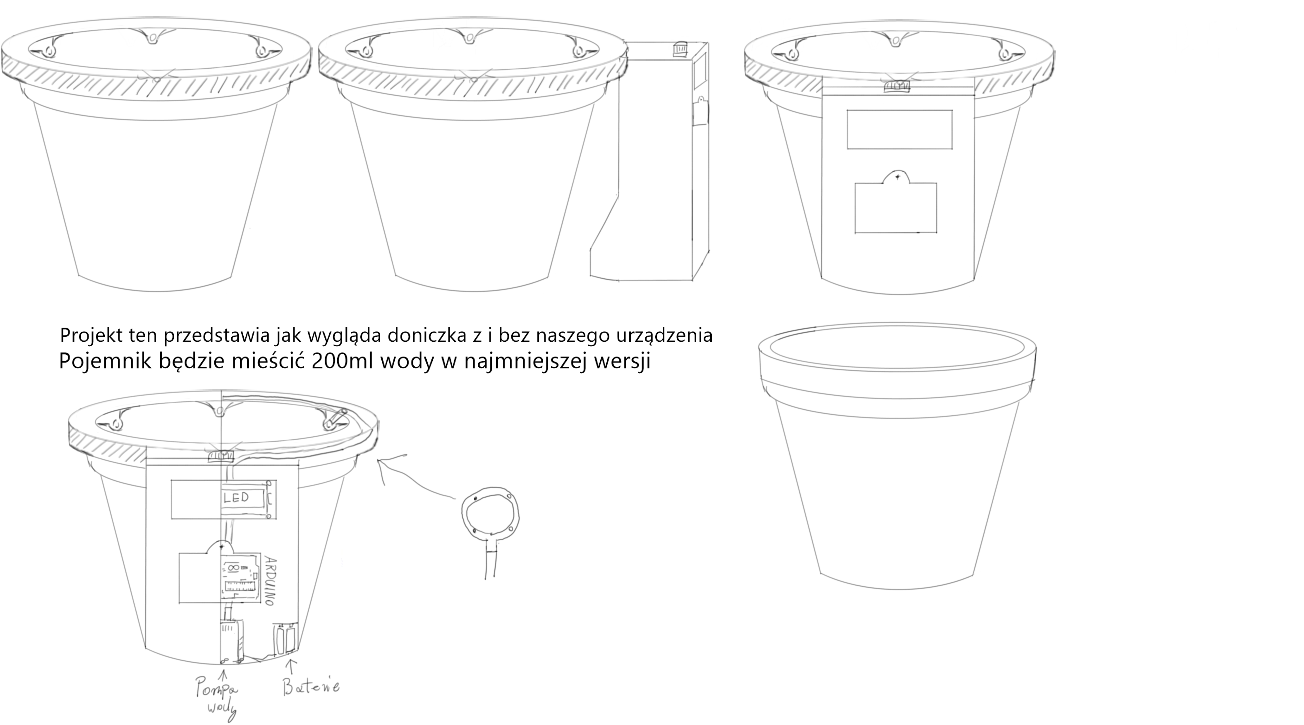 Projekt ten przedstawia jak wygląda doniczka z i bez naszego urządzenia
Pojemnik będzie mieścić 200ml wody w najmniejszej wersji
LED
ARDUINO
Pompa
wody
Baterie